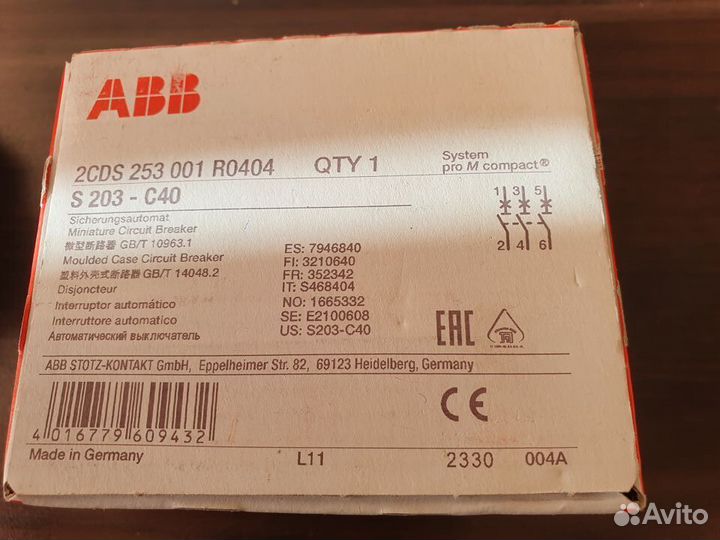 ABB
2CDS 253 001 R0404 QTY 1
S 203 - C40
System
pro M compact®
1 3 5
2 4 6
Sicherungsautomat
Miniature Circuit Breaker
微型断路器 GB/T 10963.1
Moulded Case Circuit Breaker
塑料外壳式断路器 GB/T 14048.2
Disjoncteur
Interruptor automático
Interruttore automatico
Автоматический выключатель
ES: 7946840
FI: 3210640
FR: 352342
IT: S468404
NO: 1665332
SE: E2100608
US: S203-C40
EAC
ABB STOTZ-KONTAKT GmbH, Eppelheimer Str. 82, 69123 Heidelberg, Germany
4 016779 609432
CE
Made in Germany L11 2330 004A
Avito